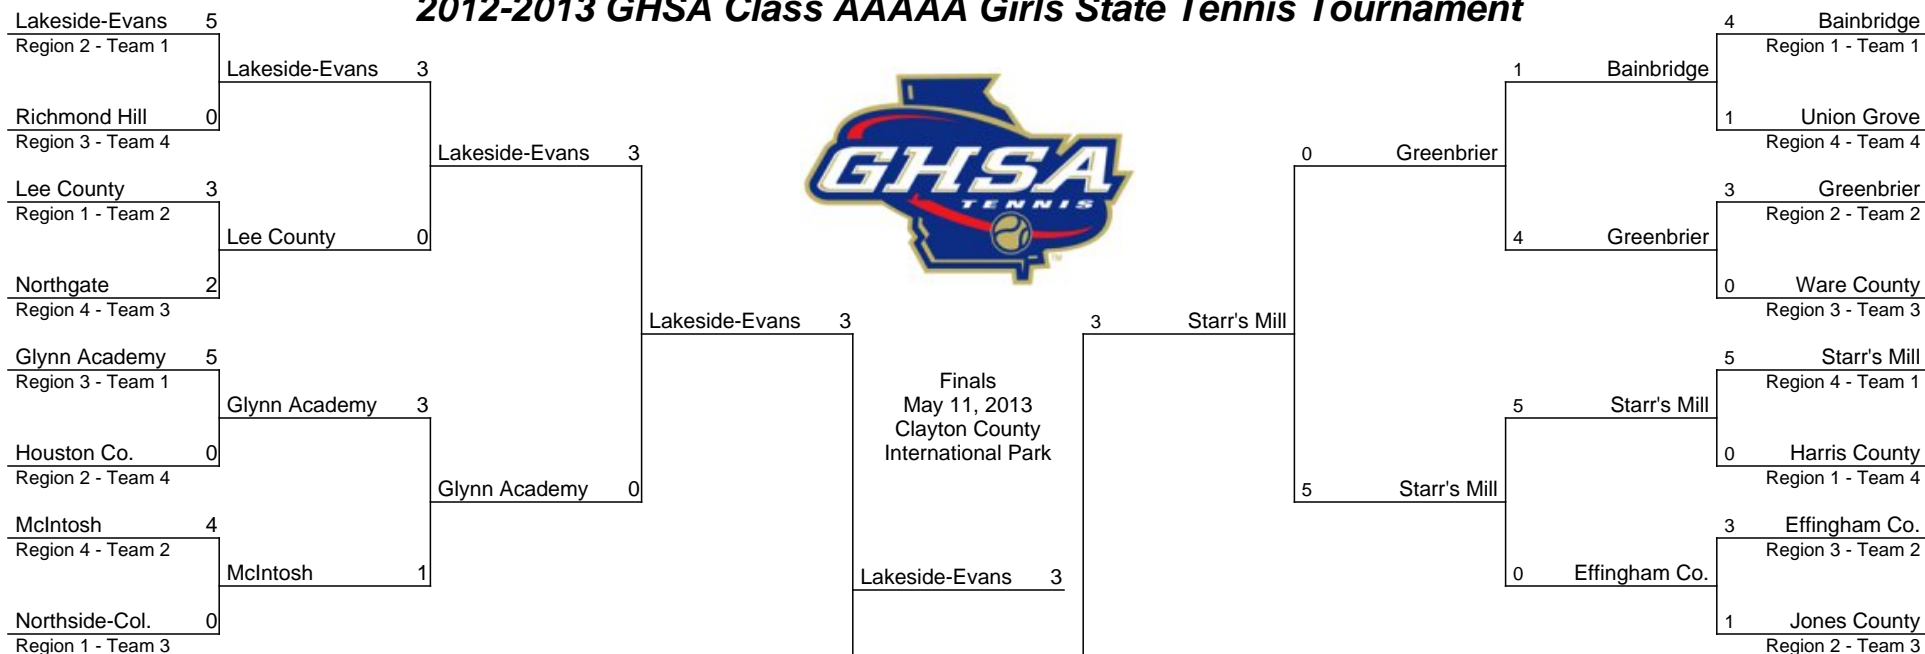 2012-2013 GHSA Class AAAAA Girls State Tennis Tournament
Lakeside-Evans 5
Region 2 - Team 1
Richmond Hill 0
Region 3 - Team 4
Lee County 3
Region 1 - Team 2
Northgate 2
Region 4 - Team 3
Glynn Academy 5
Region 3 - Team 1
Houston Co. 0
Region 2 - Team 4
McIntosh 4
Region 4 - Team 2
Northside-Col. 0
Region 1 - Team 3
Lakeside-Evans 3
Lee County 0
Glynn Academy 3
McIntosh 1
Lakeside-Evans 3
Glynn Academy 0
Lakeside-Evans 3
GHSA
TENNIS
TM
Finals
May 11, 2013
Clayton County
International Park
Lakeside-Evans 3
3 Starr's Mill
0 Greenbrier
5 Starr's Mill
1 Bainbridge
4 Greenbrier
5 Starr's Mill
0 Effingham Co.
4 Bainbridge
Region 1 - Team 1
1 Union Grove
Region 4 - Team 4
3 Greenbrier
Region 2 - Team 2
0 Ware County
Region 3 - Team 3
5 Starr's Mill
Region 4 - Team 1
0 Harris County
Region 1 - Team 4
3 Effingham Co.
Region 3 - Team 2
1 Jones County
Region 2 - Team 3